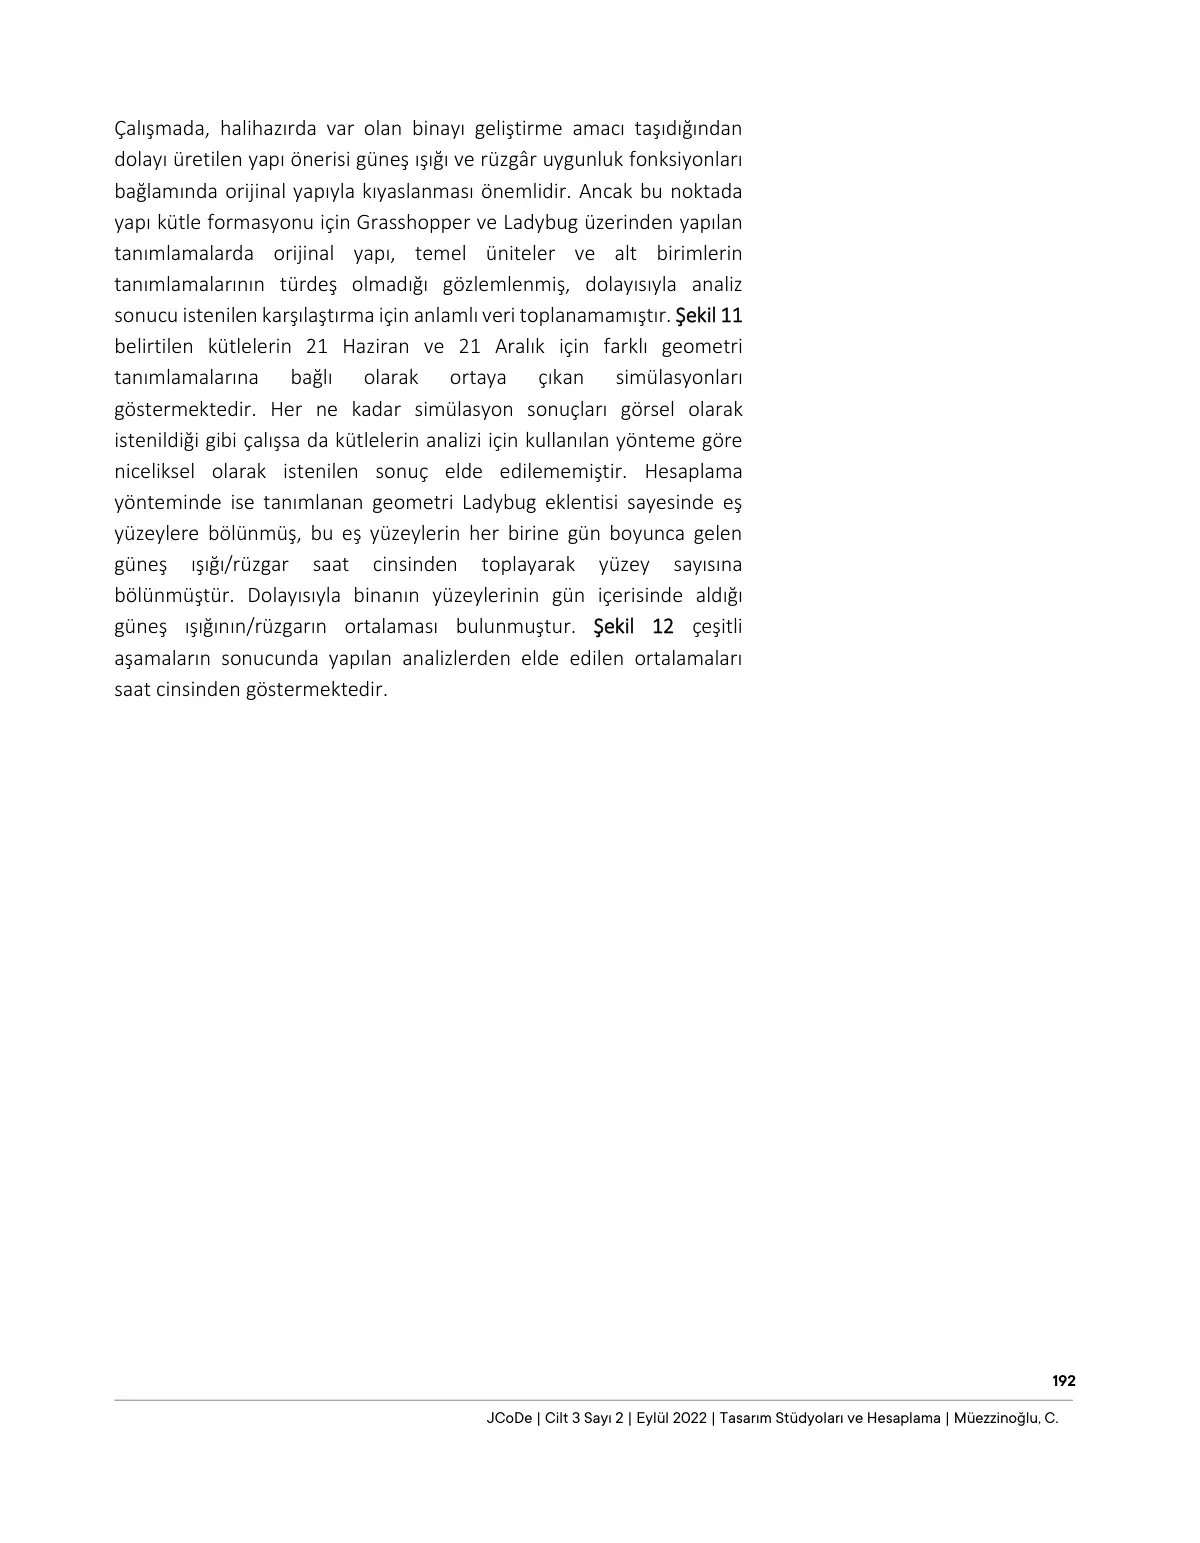 Çalışmada, halihazırda var olan binayı geliştirme amacı taşıdığından
dolayı üretilen yapı önerisi güneş ışığı ve rüzgâr uygunluk fonksiyonları
bağlamında orijinal yapıyla kıyaslanması önemlidir. Ancak bu noktada
yapı kütle formasyonu için Grasshopper ve Ladybug üzerinden yapılan
tanımlamalarda orijinal yapı, temel üniteler ve alt birimlerin
tanımlamalarının türdeş olmadığı gözlemlenmiş, dolayısıyla analiz
sonucu istenilen karşılaştırma için anlamlı veri toplanamamıştır. Şekil 11
belirtilen kütlelerin 21 Haziran ve 21 Aralık için farklı geometri
tanımlamalarına bağlı olarak ortaya çıkan simülasyonları
göstermektedir. Her ne kadar simülasyon sonuçları görsel olarak
istenildiği gibi çalışsa da kütlelerin analizi için kullanılan yönteme göre
niceliksel olarak istenilen sonuç elde edilememiştir. Hesaplama
yönteminde ise tanımlanan geometri Ladybug eklentisi sayesinde eş
yüzeylere bölünmüş, bu eş yüzeylerin her birine gün boyunca gelen
güneş ışığı/rüzgar saat cinsinden toplayarak yüzey sayısına
bölünmüştür. Dolayısıyla binanın yüzeylerinin gün içerisinde aldığı
güneş ışığının/rüzgarın ortalaması bulunmuştur. Şekil 12 çeşitli
aşamaların sonucunda yapılan analizlerden elde edilen ortalamaları
saat cinsinden göstermektedir.
192
JCoDe | Cilt 3 Sayı 2 | Eylül 2022 | Tasarım Stüdyoları ve Hesaplama | Müezzinoğlu, C.